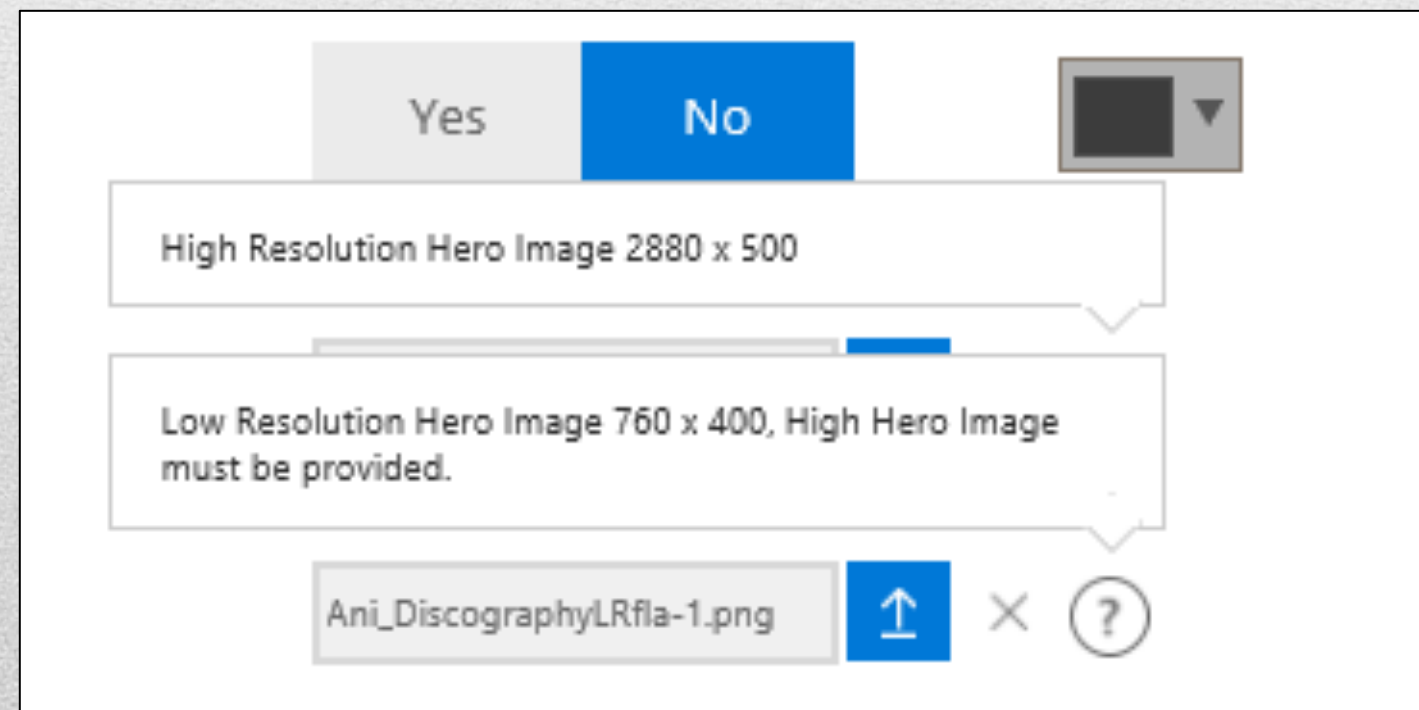 Yes No
High Resolution Hero Image 2880 x 500
Low Resolution Hero Image 760 x 400, High Hero Image
must be provided.
Ani_DiscographyLRfla-1.png ?